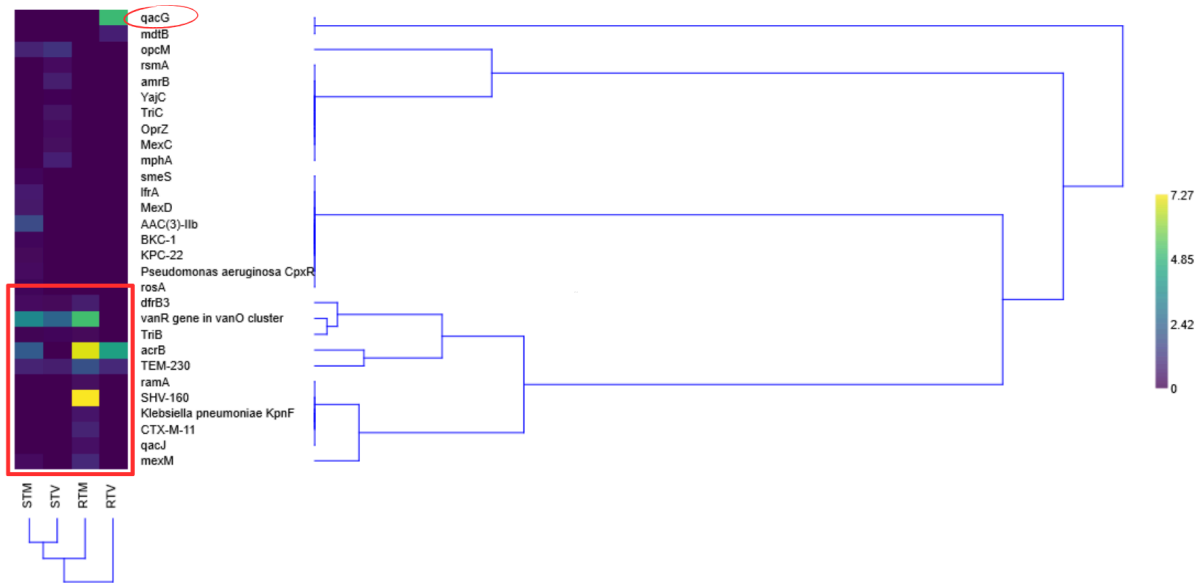 qacG
mdtB
opcM
rsmA
amrB
YajC
TriC
OprZ
MexC
mphA
smeS
lfrA
MexD
AAC(3)-IIb
BKC-1
KPC-22
Pseudomonas aeruginosa CpxR
rosA
dfrB3
vanR gene in vanO cluster
TriB
acrB
TEM-230
ramA
SHV-160
Klebsiella pneumoniae KpnF
CTX-M-11
qacJ
mexM
STM
STV
RTM
RTV
7.27
4.85
2.42
0